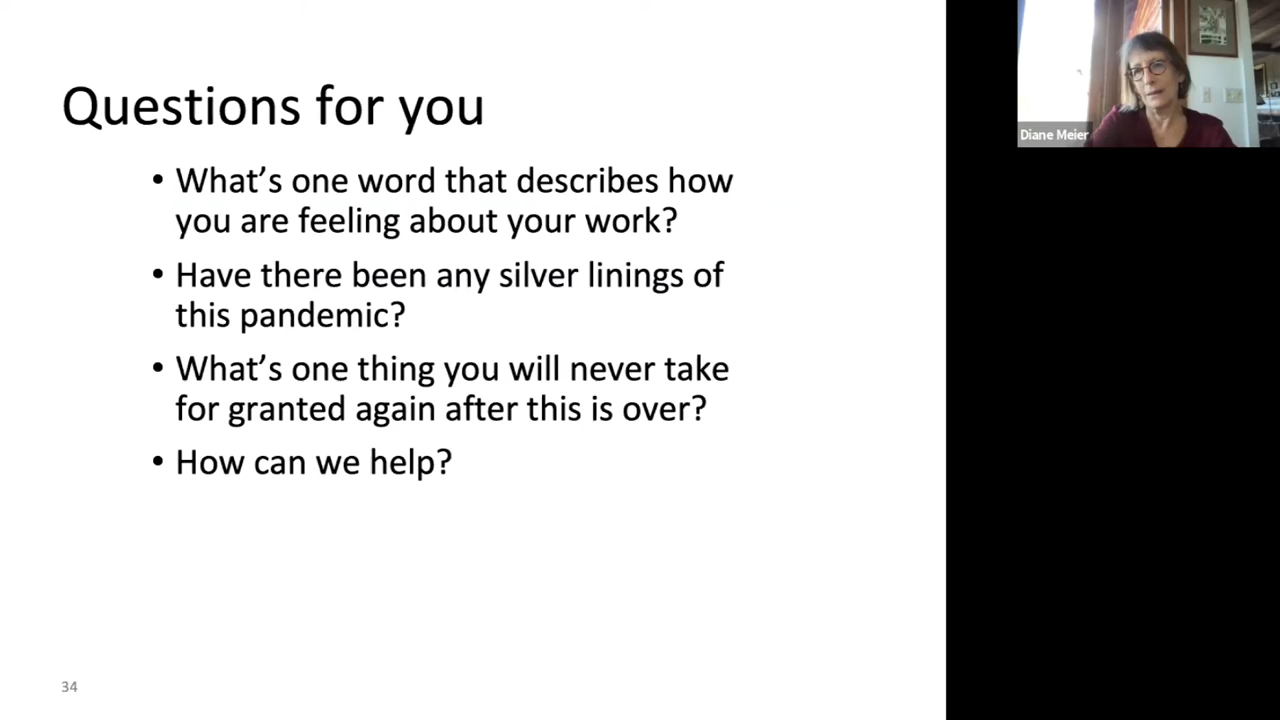 Questions for you
• What’s one word that describes how
you are feeling about your work?
• Have there been any silver linings of
this pandemic?
• What’s one thing you will never take
for granted again after this is over?
• How can we help?
34
Diane Meier